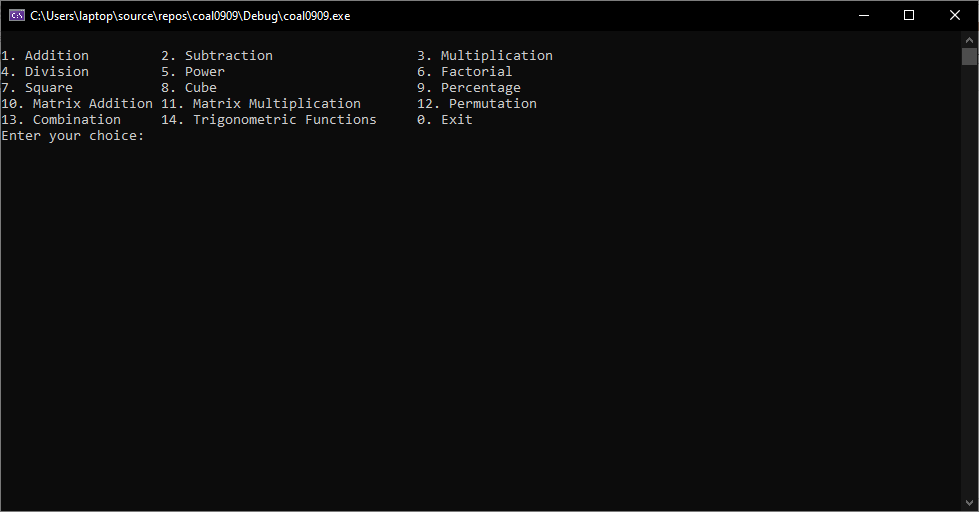 C:\Users\laptop\source\repos\coal0909\Debug\coal0909.exe
1. Addition 2. Subtraction 3. Multiplication
4. Division 5. Power 6. Factorial
7. Square 8. Cube 9. Percentage
10. Matrix Addition 11. Matrix Multiplication 12. Permutation
13. Combination 14. Trigonometric Functions 0. Exit
Enter your choice: